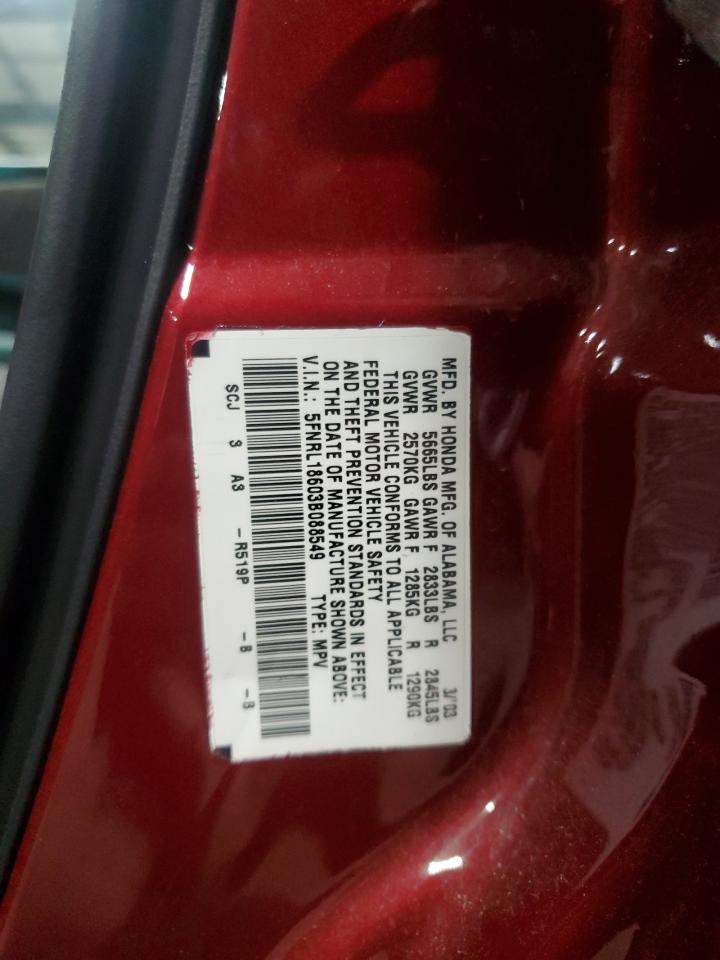 MFD. BY HONDA MFG. OF ALABAMA, LLC 3/'03
GVWR 5665LBS GAWR F 2833LBS R 2845LBS
GVWR 2570KG GAWR F 1285KG R 1290KG
THIS VEHICLE CONFORMS TO ALL APPLICABLE
FEDERAL MOTOR VEHICLE SAFETY
AND THEFT PREVENTION STANDARDS IN EFFECT
ON THE DATE OF MANUFACTURE SHOWN ABOVE.
V.I.N.: 5FNRL18603B088549 TYPE: MPV
SCJ 3 A3 -R519P -B -B